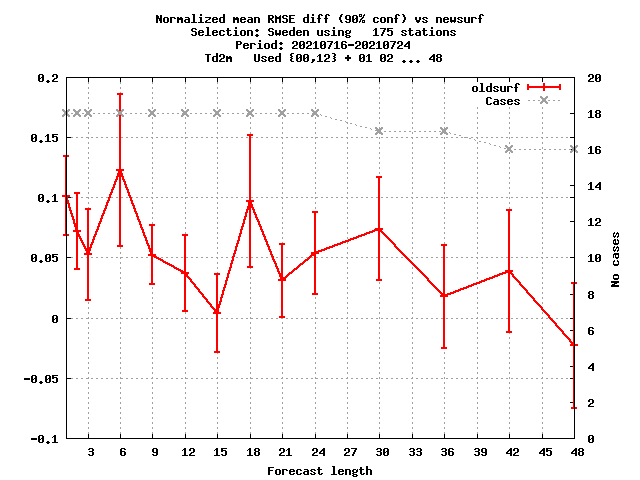 Normalized mean RMSE diff (90% conf) vs newsurf
Selection: Sweden using   175 stations
Period: 20210716-20210724
Td2m   Used {00,12} + 01 02 ... 48
oldsurf
Cases
0.2
0.15
0.1
0.05
0
-0.05
-0.1
20
18
16
14
12
10
8
6
4
2
0
No cases
3 6 9 12 15 18 21 24 27 30 33 36 39 42 45 48
Forecast length